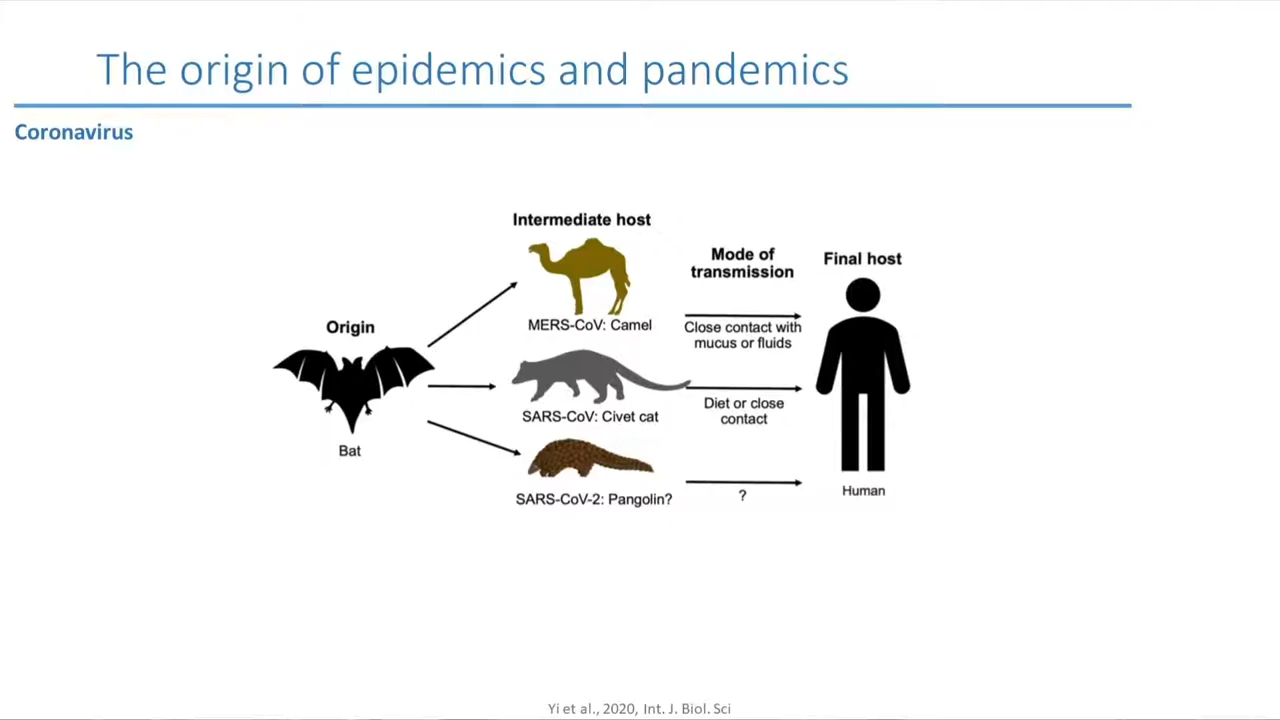 The origin of epidemics and pandemics
Coronavirus
Intermediate host
Mode of
transmission
Final host
Origin
MERS-CoV: Camel
Close contact with
mucus or fluids
SARS-CoV: Civet cat
Diet or close
contact
Bat
SARS-CoV-2: Pangolin?
?
Human
Yi et al., 2020, Int. J. Biol. Sci